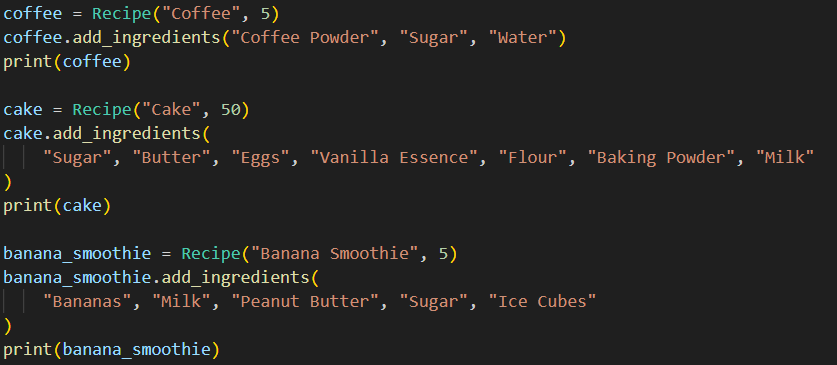 coffee = Recipe("Coffee", 5)
coffee.add_ingredients("Coffee Powder", "Sugar", "Water")
print(coffee)

cake = Recipe("Cake", 50)
cake.add_ingredients(
    "Sugar", "Butter", "Eggs", "Vanilla Essence", "Flour", "Baking Powder", "Milk"
)
print(cake)

banana_smoothie = Recipe("Banana Smoothie", 5)
banana_smoothie.add_ingredients(
    "Bananas", "Milk", "Peanut Butter", "Sugar", "Ice Cubes"
)
print(banana_smoothie)